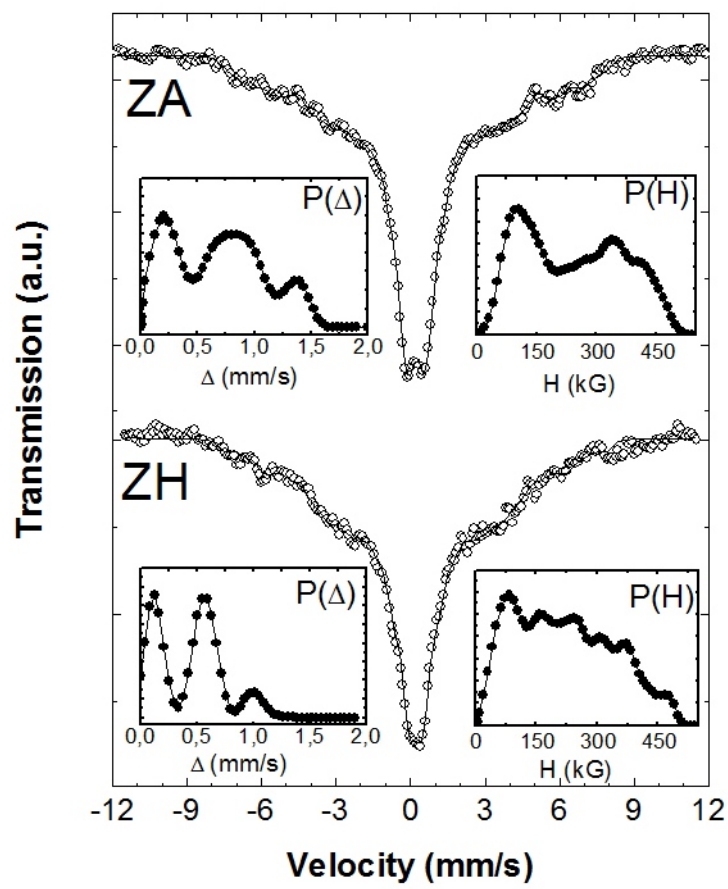 Transmission (a.u.)
ZA
P(Δ)
0,0 0,5 1,0 1,5 2,0
Δ (mm/s)
P(H)
0 150 300 450
H (kG)
ZH
P(Δ)
0,0 0,5 1,0 1,5 2,0
Δ (mm/s)
P(H)
0 150 300 450
H (kG)
-12 -9 -6 -3 0 3 6 9 12
Velocity (mm/s)